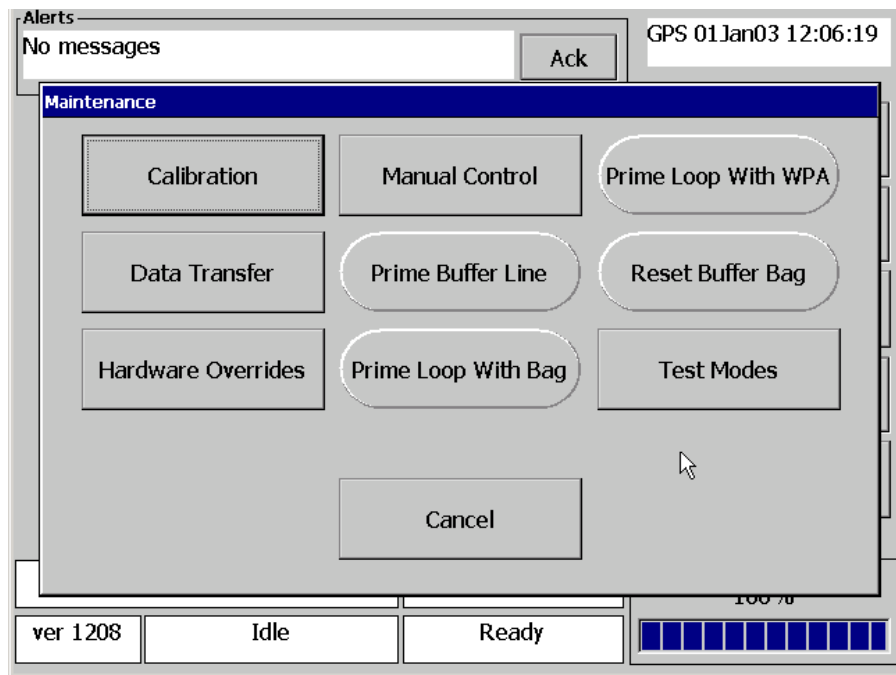 Alerts
No messages
Ack
GPS 01Jan03 12:06:19
Maintenance
Calibration
Manual Control
Prime Loop With WPA
Data Transfer
Prime Buffer Line
Reset Buffer Bag
Hardware Overrides
Prime Loop With Bag
Test Modes
Cancel
100 %
ver 1208
Idle
Ready